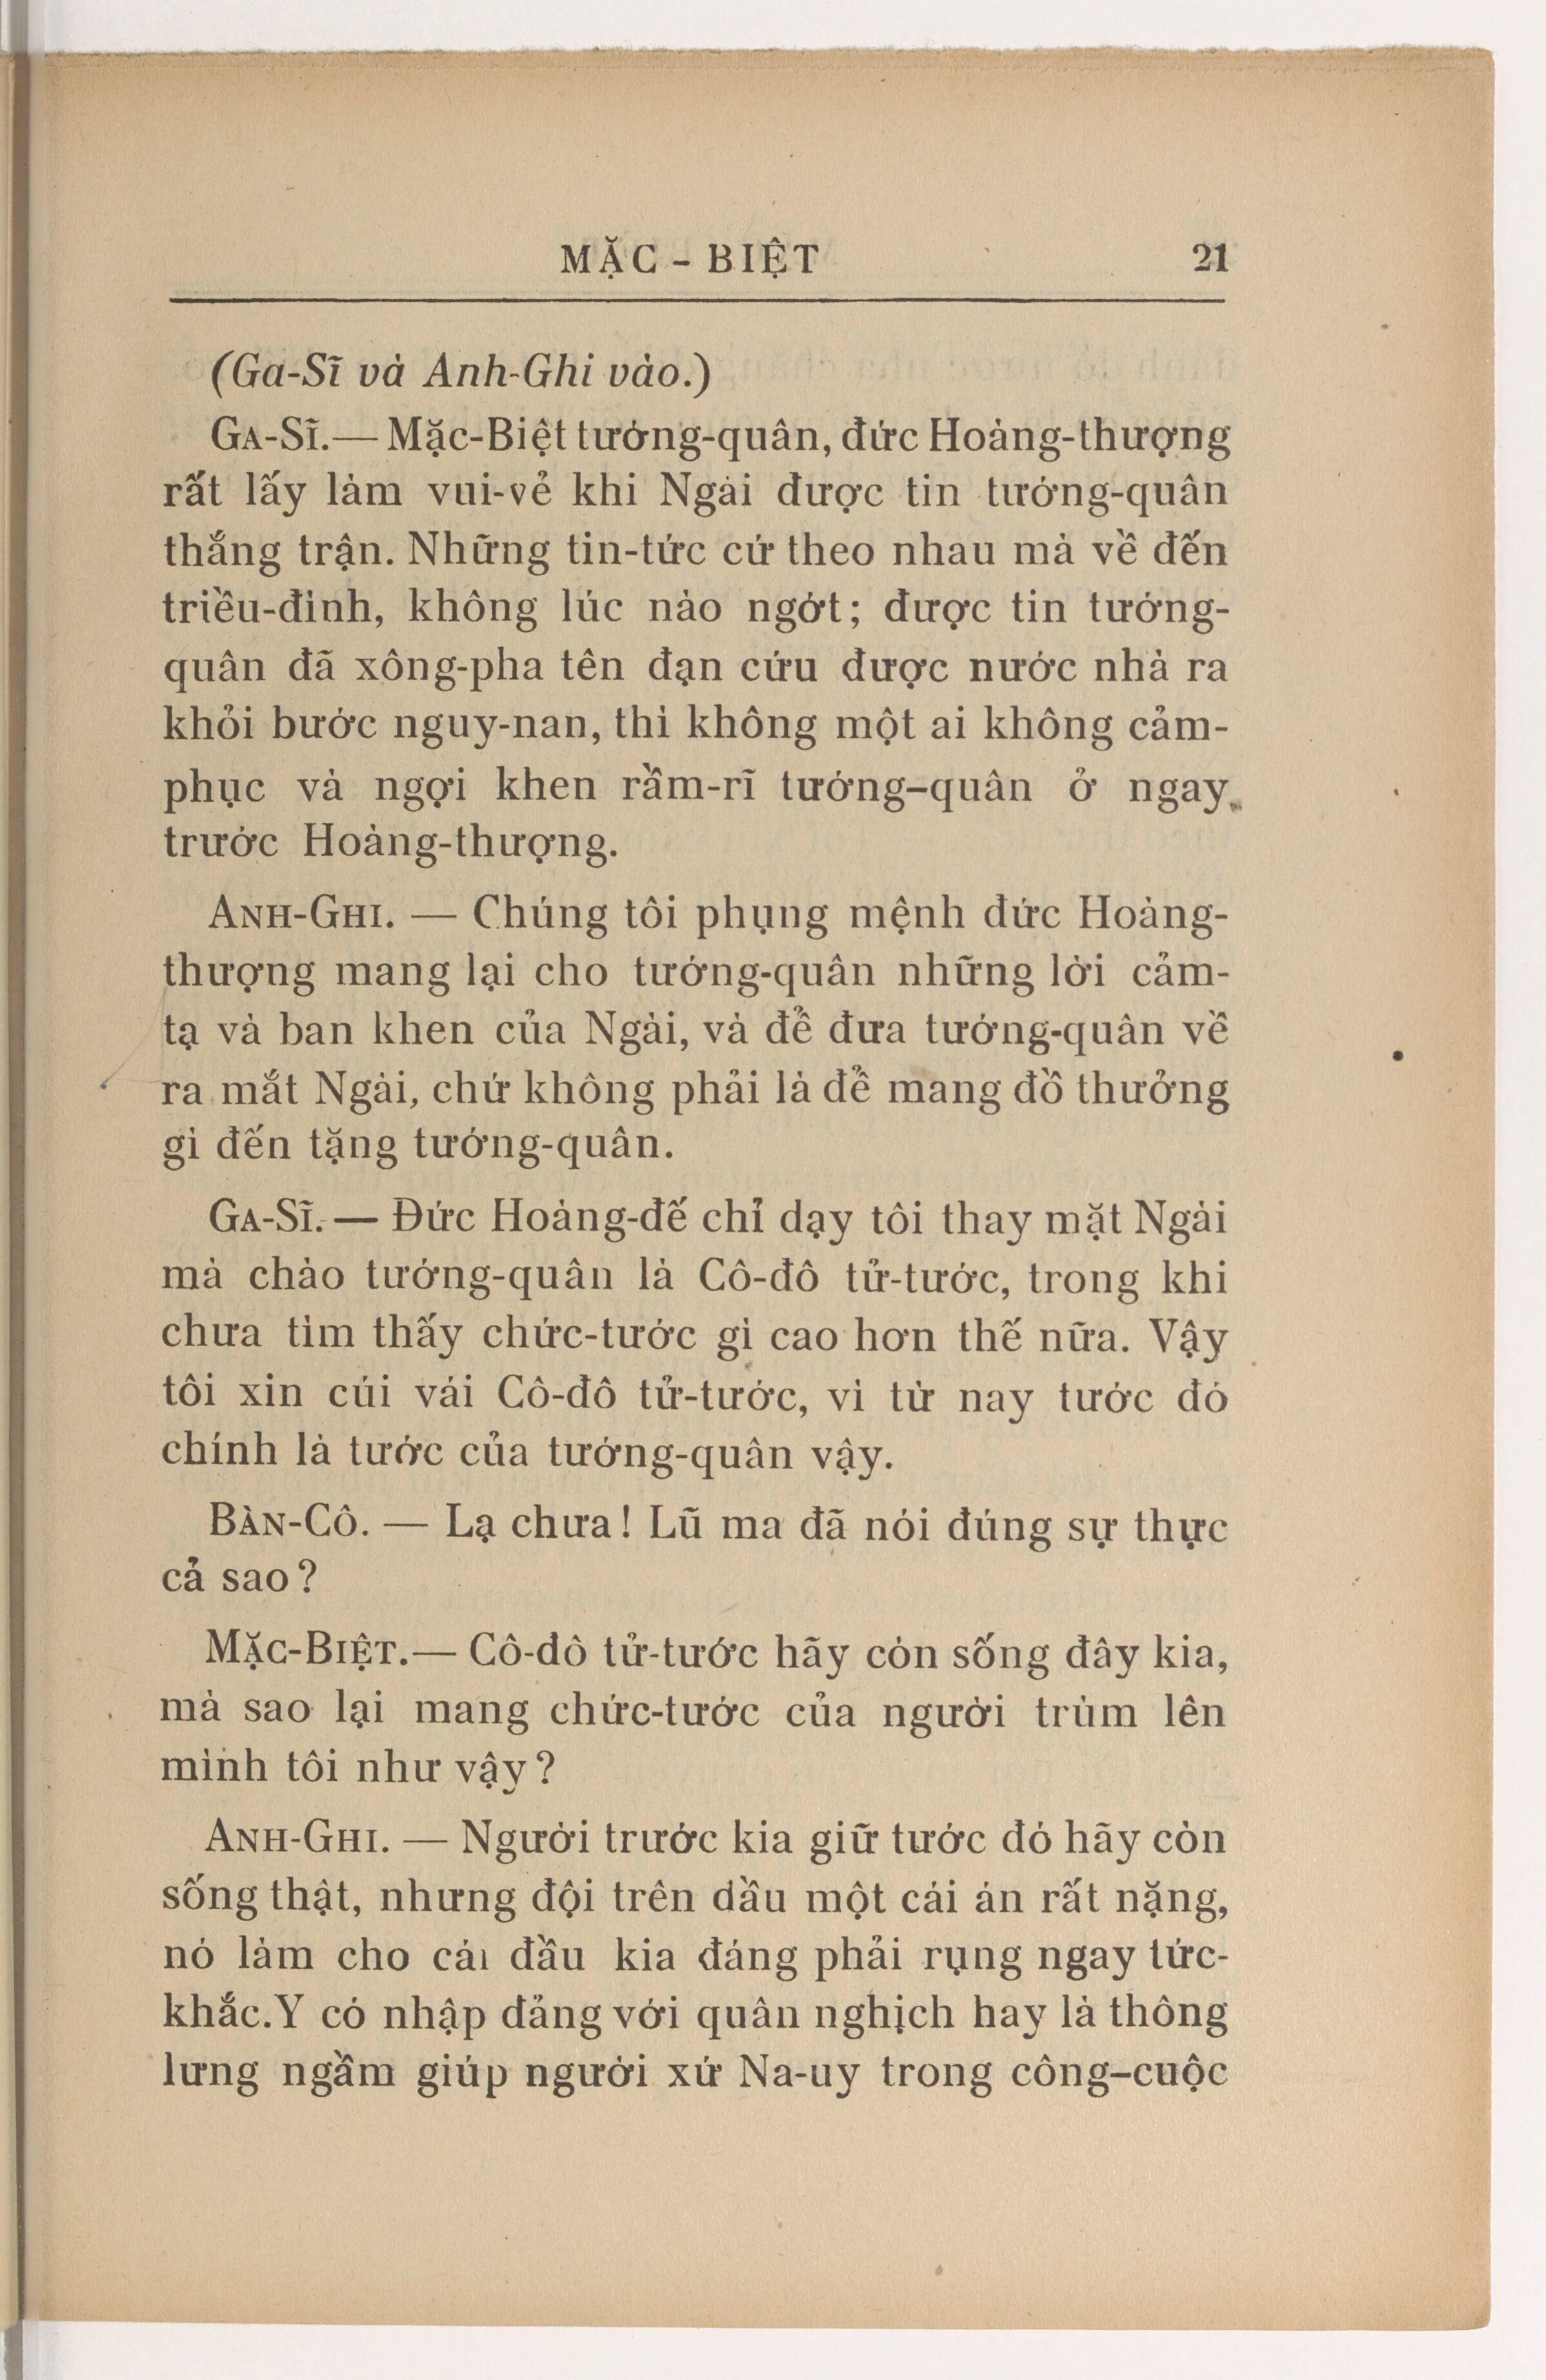 MẶC - BIỆT 21
(Ga-Sĩ và Anh-Ghi vào.)
GA-SĨ.— Mặc-Biệt tướng-quân, đức Hoàng-thượng
rất lấy làm vui-vẻ khi Ngài được tin tướng-quân
thắng trận. Những tin-tức cứ theo nhau mà về đến
triều-đình, không lúc nào ngớt; được tin tướng-
quân đã xông-pha tên đạn cứu được nước nhà ra
khỏi bước nguy-nan, thì không một ai không cảm-
phục và ngợi khen rầm-rĩ tướng-quân ở ngay
trước Hoàng-thượng.
ANH-GHI. — Chúng tôi phụng mệnh đức Hoàng-
thượng mang lại cho tướng-quân những lời cảm-
tạ và ban khen của Ngài, và để đưa tướng-quân về
ra mắt Ngài, chứ không phải là để mang đồ thưởng
gì đến tặng tướng-quân.
GA-SĨ. — Đức Hoàng-đế chỉ dạy tôi thay mặt Ngài
mà chào tướng-quân là Cô-đô tử-tước, trong khi
chưa tìm thấy chức-tước gì cao hơn thế nữa. Vậy
tôi xin cúi vái Cô-đô tử-tước, vì từ nay tước đó
chính là tước của tướng-quân vậy.
BÀN-CÔ. — Lạ chưa! Lũ ma đã nói đúng sự thực
cả sao?
MẶC-BIỆT.— Cô-đô tử-tước hãy còn sống đây kia,
mà sao lại mang chức-tước của người trùm lên
mình tôi như vậy?
ANH-GHI. — Người trước kia giữ tước đó hãy còn
sống thật, nhưng đội trên dầu một cái án rất nặng,
nó làm cho cái đầu kia đáng phải rụng ngay tức-
khắc. Y có nhập đảng với quân nghịch hay là thông
lưng ngầm giúp người xứ Na-uy trong công-cuộc